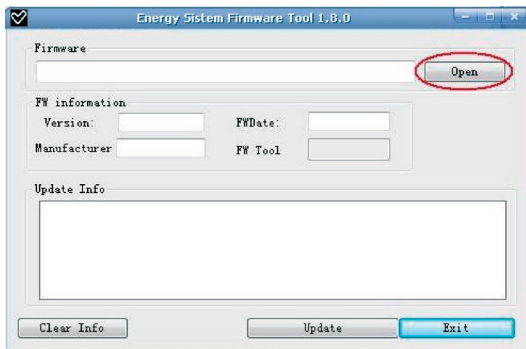 Energy Sistem Firmware Tool 1.8.0
Firmware
Open
FW information
Version:
FWDate:
Manufacturer
FW Tool
Update Info
Clear Info
Update
Exit